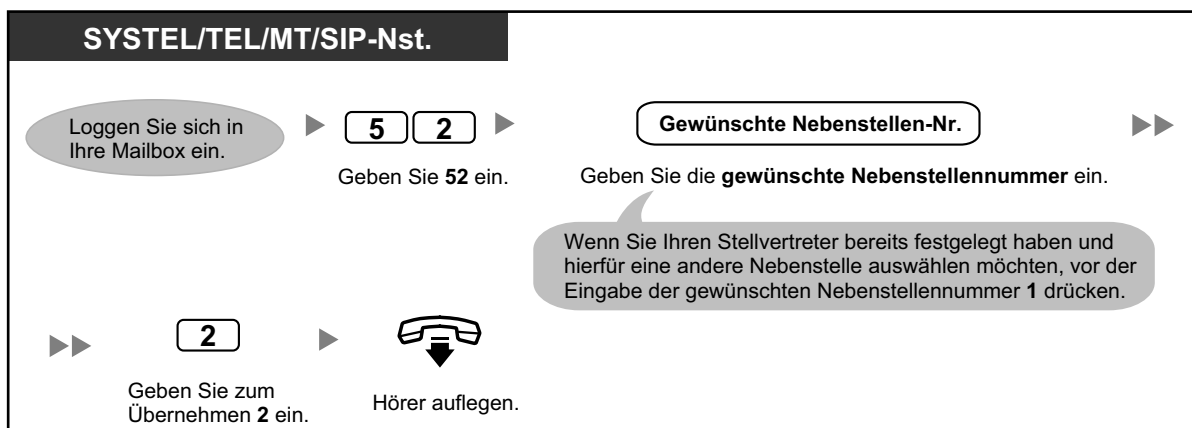 SYSTEL/TEL/MT/SIP-Nst.
Loggen Sie sich in
Ihre Mailbox ein.
5 2
Geben Sie 52 ein.
Gewünschte Nebenstellen-Nr.
Geben Sie die gewünschte Nebenstellennummer ein.
Wenn Sie Ihren Stellvertreter bereits festgelegt haben und
hierfür eine andere Nebenstelle auswählen möchten, vor der
Eingabe der gewünschten Nebenstellennummer 1 drücken.
2
Geben Sie zum
Übernehmen 2 ein.
Hörer auflegen.